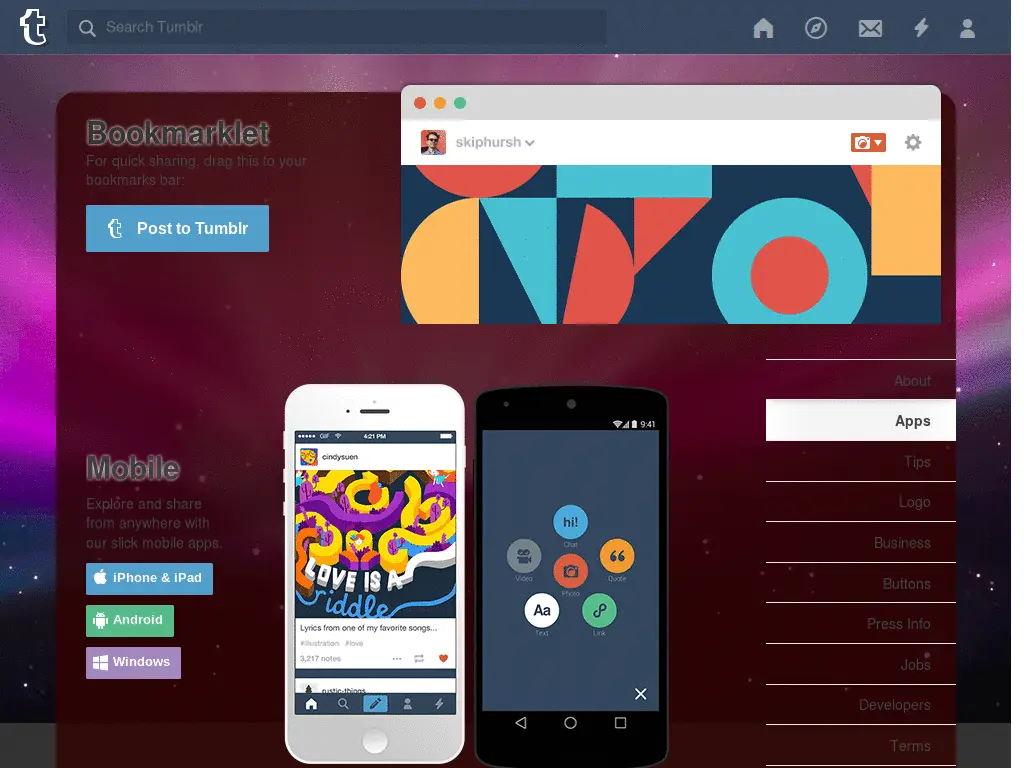 Search Tumblr
Bookmarklet
For quick sharing, drag this to your
bookmarks bar:
Post to Tumblr
skiphursh
Mobile
Explore and share
from anywhere with
our slick mobile apps.
iPhone & iPad
Android
Windows
GIF
4:21 PM
cindysuen
LOVE IS A
riddle
Lyrics from one of my favorite songs...
#illustration #love
3,217 notes
rustic-things
9:41
hi!
Chat
Video
Quote
Photo
Aa
Text
Link
About
Apps
Tips
Logo
Business
Buttons
Press Info
Jobs
Developers
Terms